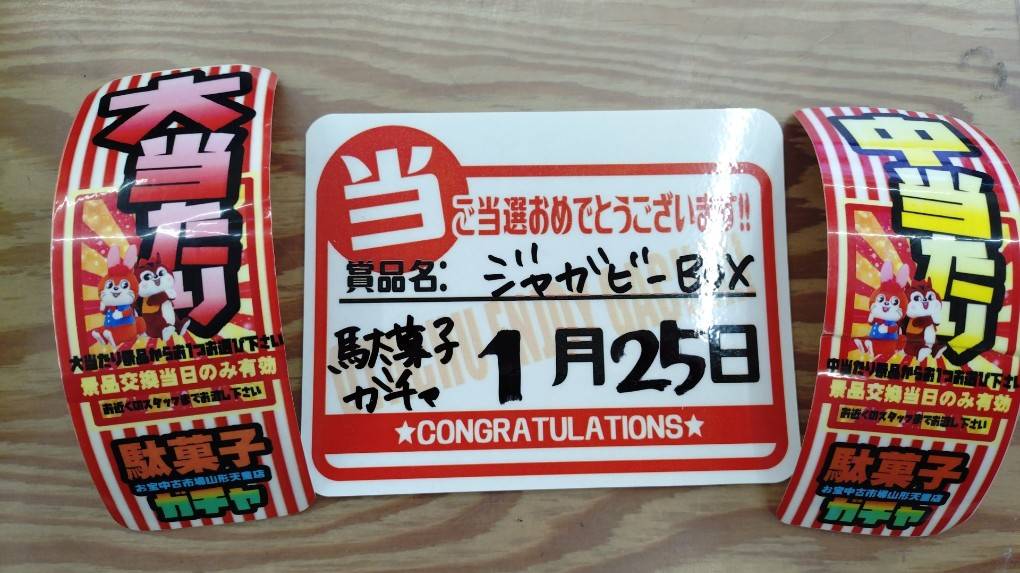 大当たり
大当たり景品からお1つお選び下さい
景品交換当日のみ有効
お近くのスタッフまでお渡し下さい
駄菓子
お宝中古市場山形天童店
ガチャ
当
ご当選おめでとうございます!!
賞品名:
ジャガビーBOX
駄菓子
ガチャ
1月25日
★CONGRATULATIONS★
中当たり
中当たり景品からお1つお選び下さい
景品交換当日のみ有効
お近くのスタッフまでお渡し下さい
駄菓子
お宝中古市場山形天童店
ガチャ